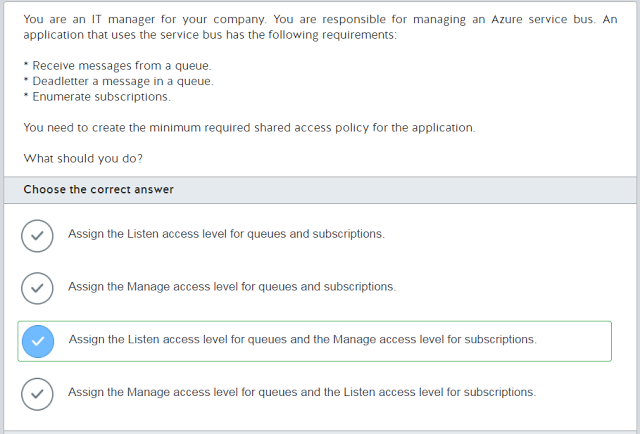 You are an IT manager for your company. You are responsible for managing an Azure service bus. An
application that uses the service bus has the following requirements:
* Receive messages from a queue.
* Deadletter a message in a queue.
* Enumerate subscriptions.
You need to create the minimum required shared access policy for the application.
What should you do?
Choose the correct answer
Assign the Listen access level for queues and subscriptions.
Assign the Manage access level for queues and subscriptions.
Assign the Listen access level for queues and the Manage access level for subscriptions.
Assign the Manage access level for queues and the Listen access level for subscriptions.